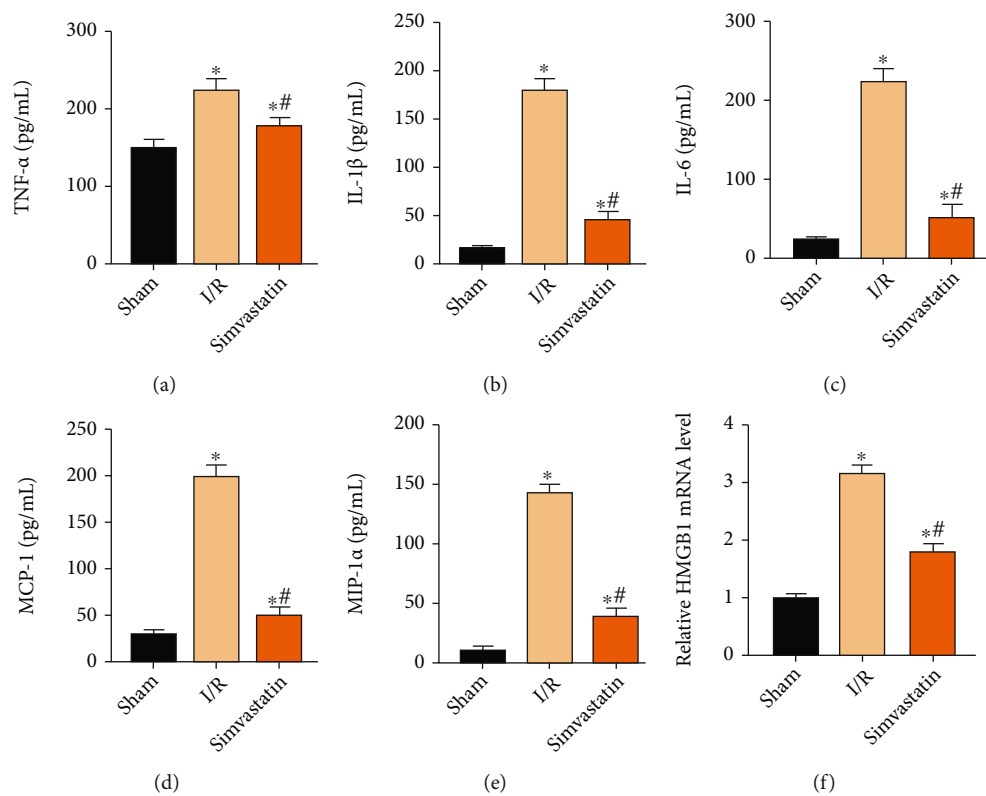 TNF-α (pg/mL)
300
200
100
0
*
*#
Sham
I/R
Simvastatin
(a)
IL-1β (pg/mL)
250
200
150
100
50
0
*
*#
Sham
I/R
Simvastatin
(b)
IL-6 (pg/mL)
300
200
100
0
*
*#
Sham
I/R
Simvastatin
(c)
MCP-1 (pg/mL)
250
200
150
100
50
0
*
*#
Sham
I/R
Simvastatin
(d)
MIP-1α (pg/mL)
200
150
100
50
0
*
*#
Sham
I/R
Simvastatin
(e)
Relative HMGB1 mRNA level
4
3
2
1
0
*
*#
Sham
I/R
Simvastatin
(f)